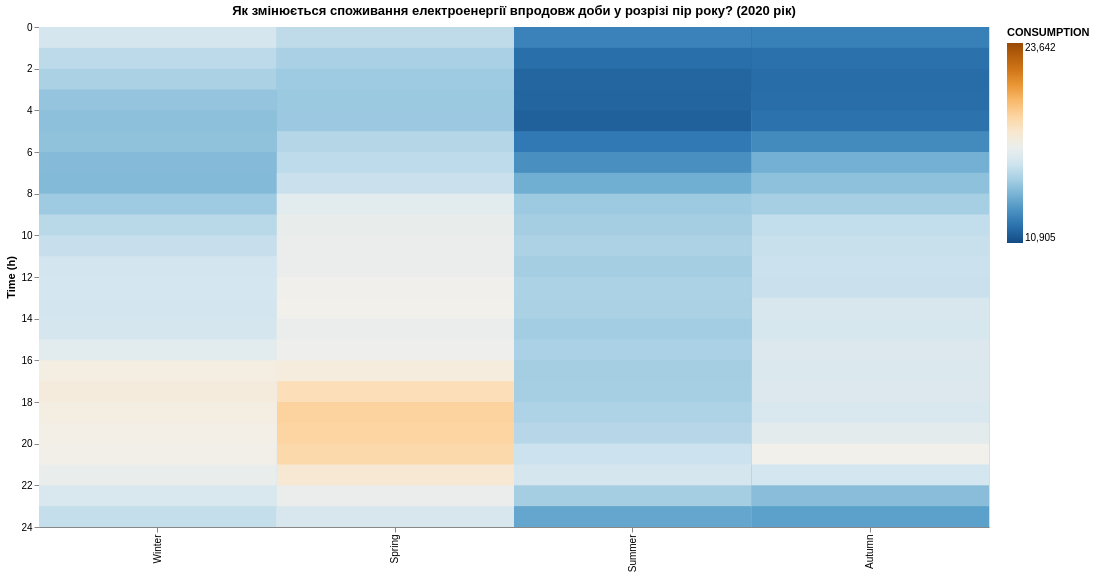 Як змінюється споживання електроенергії впродовж доби у розрізі пір року? (2020 рік)
CONSUMPTION
23,642
10,905
Time (h)
0
2
4
6
8
10
12
14
16
18
20
22
24
Winter
Spring
Summer
Autumn